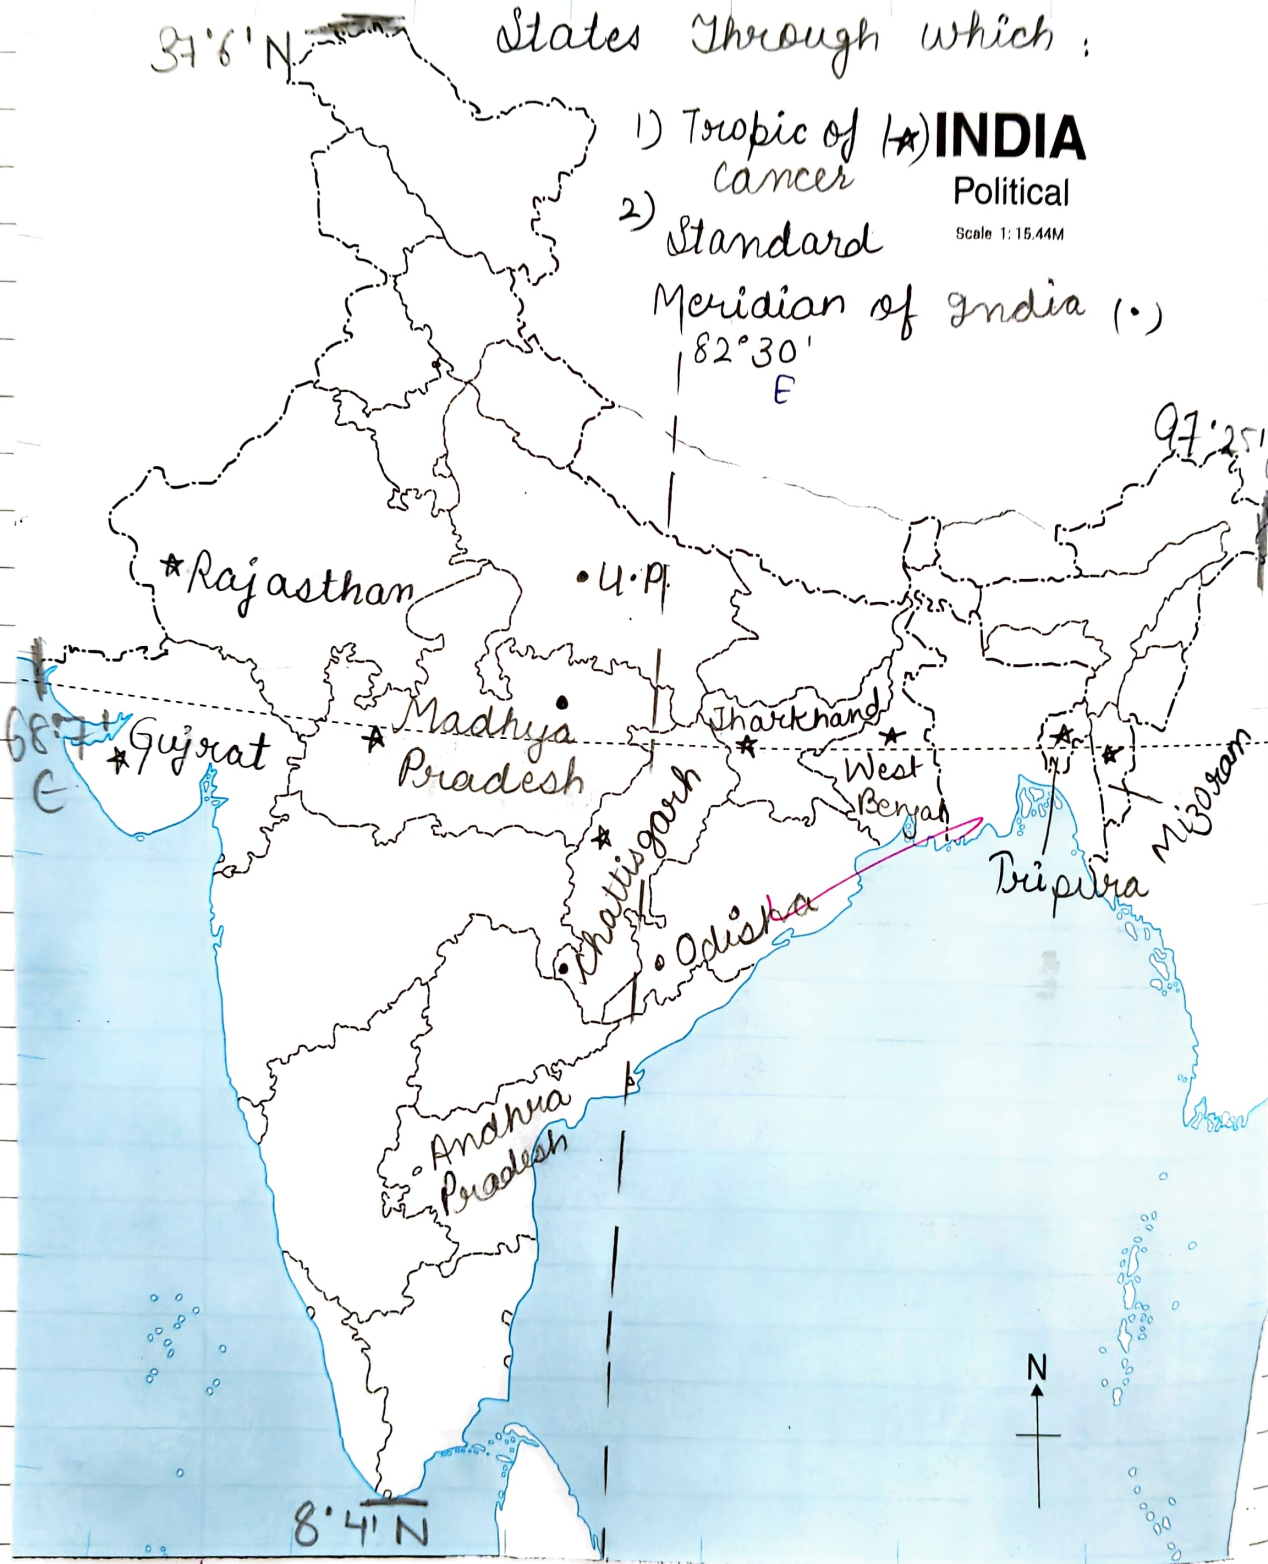 37°6'N
States Through which :
1) Tropic of (★)
Cancer
INDIA
Political
Scale 1:15.44M
2)
Standard
Meridian of India (•)
82°30'
E
97°25'
★ Rajasthan
• U.P.
68°7'
E
★ Gujrat
Madhya
Pradesh
Jharkhand
West
Bengal
Chattisgarh
• Odisha
Tripura
Mizoram
Andhra
Pradesh
N
8°4'N